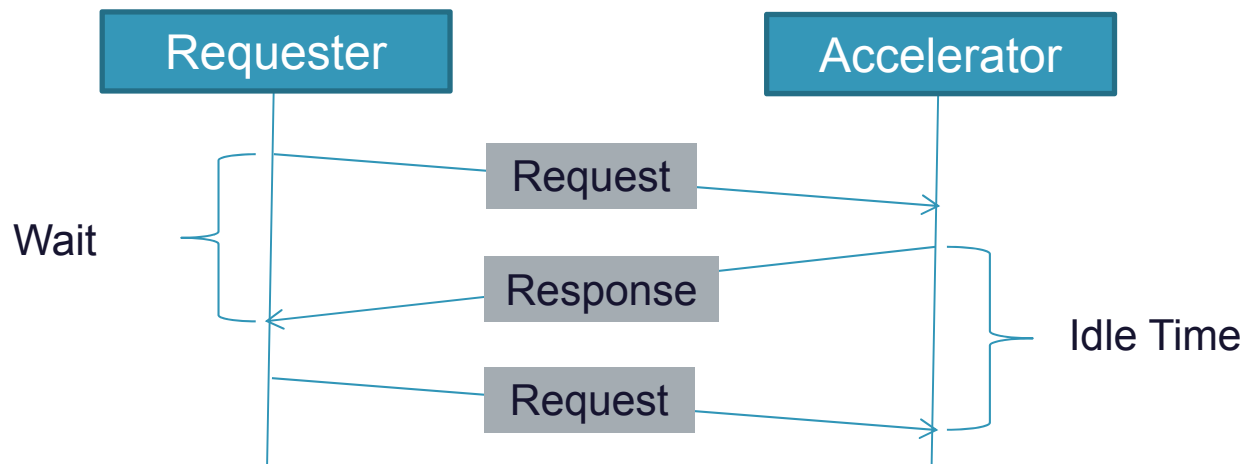 Requester
Accelerator
Request
Wait
Response
Idle Time
Request